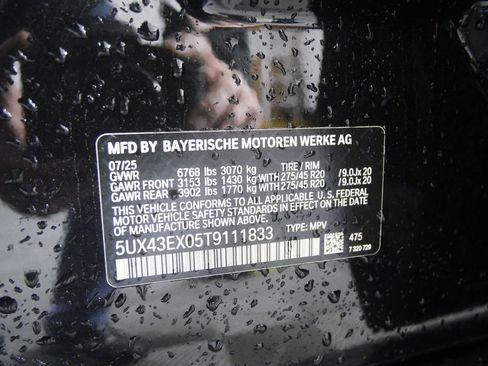 MFD BY BAYERISCHE MOTOREN WERKE AG
07/25
GVWR 6768 lbs 3070 kg TIRE / RIM
GAWR FRONT 3153 lbs 1430 kg WITH 275/45 R20 /9.0Jx 20
GAWR REAR 3902 lbs 1770 kg WITH 275/45 R20 /9.0Jx 20
THIS VEHICLE CONFORMS TO ALL APPLICABLE U.S. FEDERAL
MOTOR VEHICLE SAFETY STANDARDS IN EFFECT ON THE DATE OF
MANUFACTURE SHOWN ABOVE.
5UX43EX05T9111833 TYPE: MPV
475
7 320 729